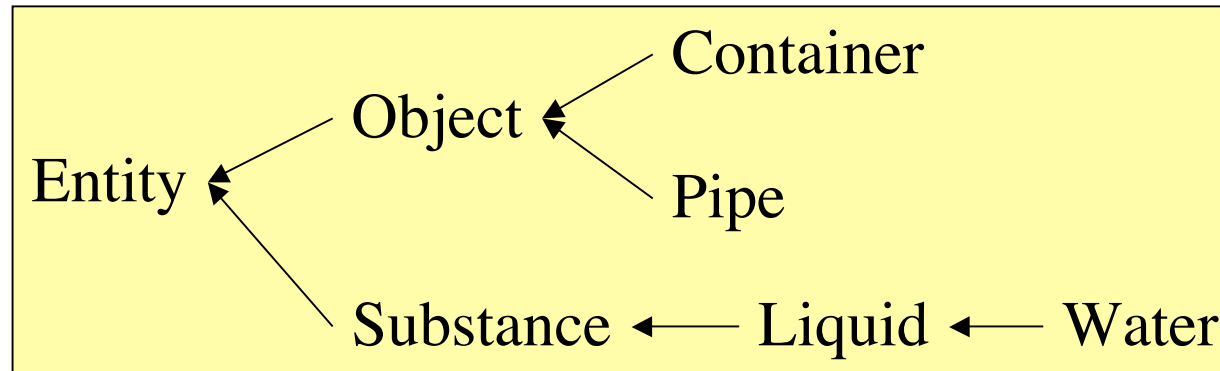 Container
Object
Entity
Pipe
Substance Liquid Water